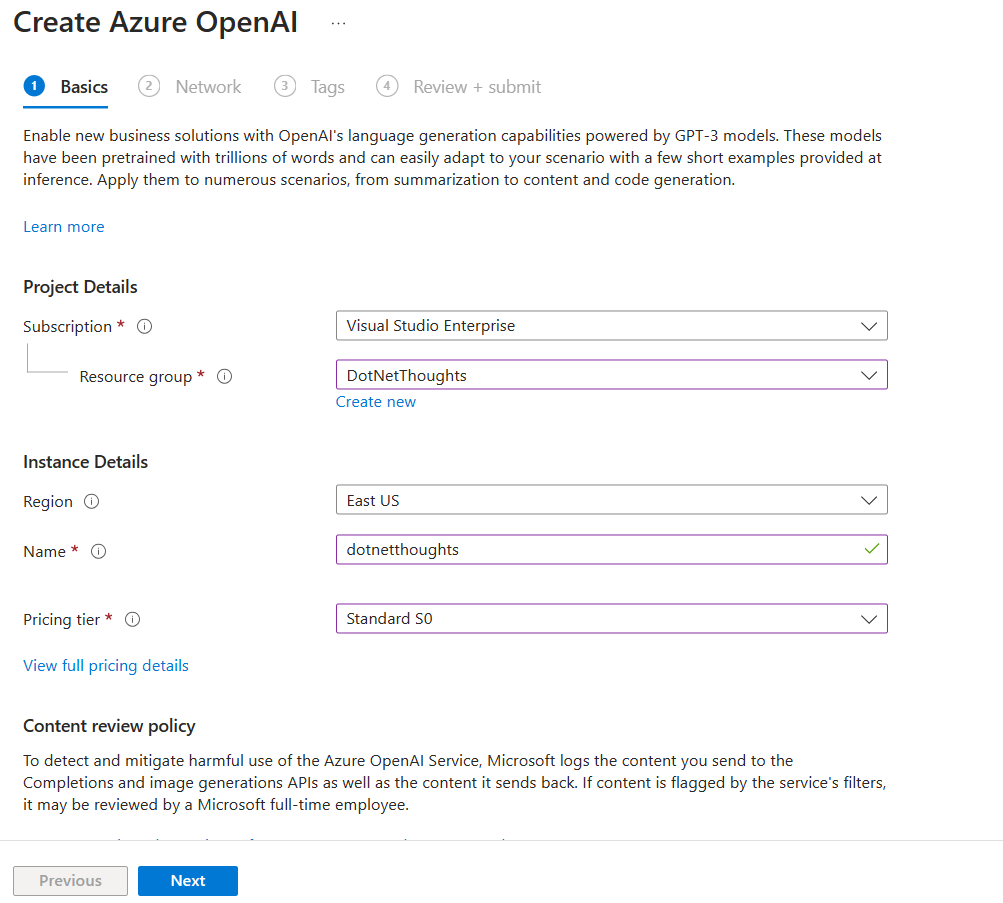 Create Azure OpenAI ...
1 Basics 2 Network 3 Tags 4 Review + submit
Enable new business solutions with OpenAI's language generation capabilities powered by GPT-3 models. These models
have been pretrained with trillions of words and can easily adapt to your scenario with a few short examples provided at
inference. Apply them to numerous scenarios, from summarization to content and code generation.
Learn more
Project Details
Subscription * Visual Studio Enterprise
Resource group * DotNetThoughts
Create new
Instance Details
Region East US
Name * dotnetthoughts
Pricing tier * Standard S0
View full pricing details
Content review policy
To detect and mitigate harmful use of the Azure OpenAI Service, Microsoft logs the content you send to the
Completions and image generations APIs as well as the content it sends back. If content is flagged by the service's filters,
it may be reviewed by a Microsoft full-time employee.
Previous Next